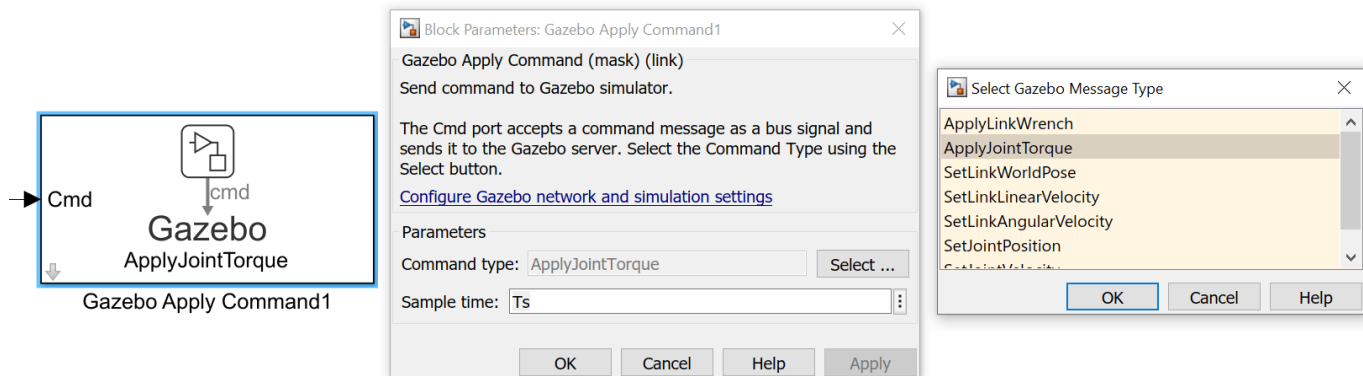 Cmd
cmd
Gazebo
ApplyJointTorque
Gazebo Apply Command1
Block Parameters: Gazebo Apply Command1
Gazebo Apply Command (mask) (link)
Send command to Gazebo simulator.
The Cmd port accepts a command message as a bus signal and
sends it to the Gazebo server. Select the Command Type using the
Select button.
Configure Gazebo network and simulation settings
Parameters
Command type: ApplyJointTorque Select ...
Sample time: Ts
OK Cancel Help Apply
Select Gazebo Message Type
ApplyLinkWrench
ApplyJointTorque
SetLinkWorldPose
SetLinkLinearVelocity
SetLinkAngularVelocity
SetJointPosition
SetJointVelocity
OK Cancel Help